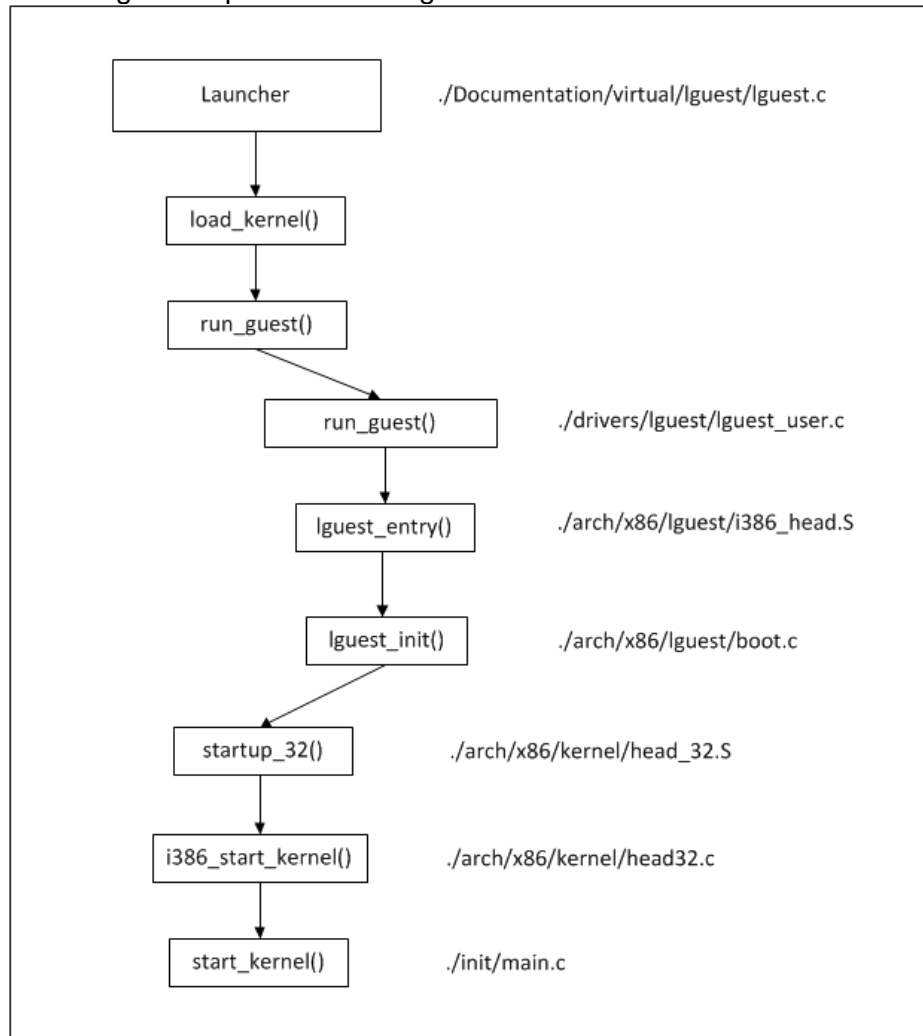 Launcher ./Documentation/virtual/lguest/lguest.c
load_kernel()
run_guest()
run_guest() ./drivers/lguest/lguest_user.c
lguest_entry() ./arch/x86/lguest/i386_head.S
lguest_init() ./arch/x86/lguest/boot.c
startup_32() ./arch/x86/kernel/head_32.S
i386_start_kernel() ./arch/x86/kernel/head32.c
start_kernel() ./init/main.c